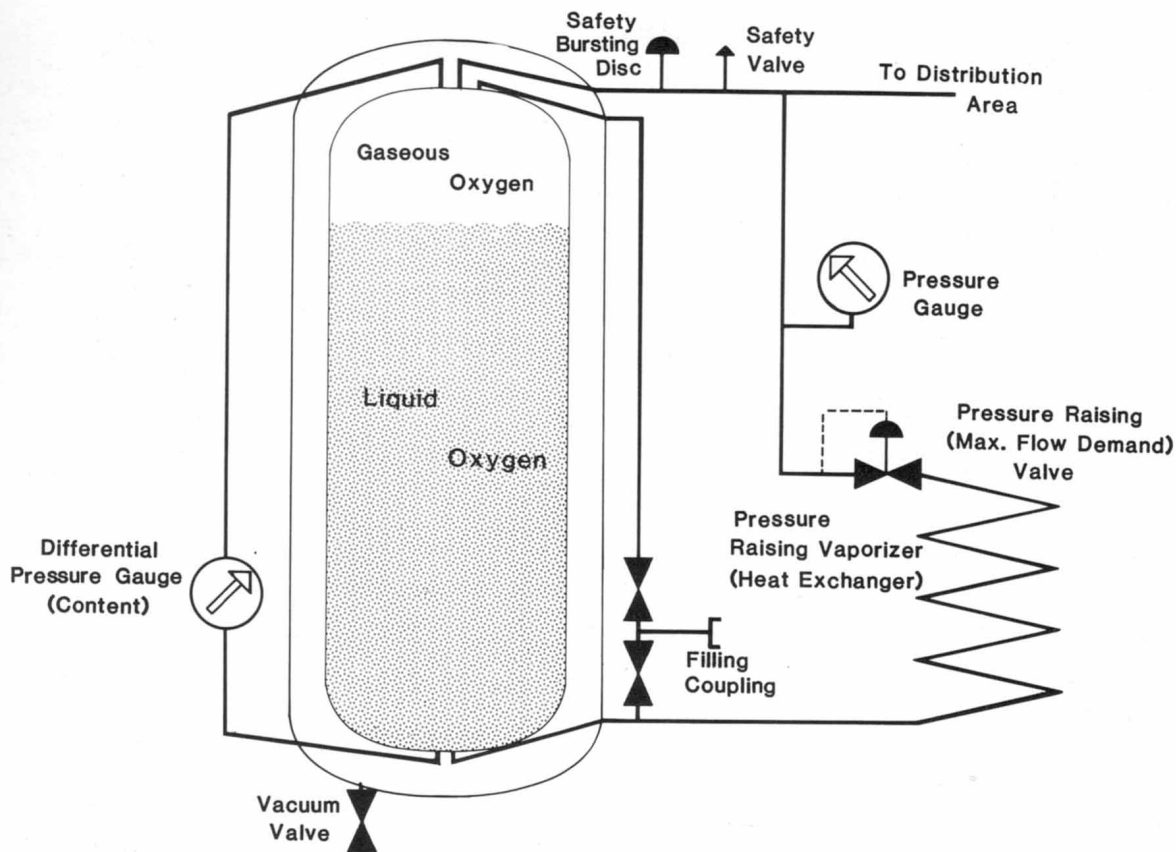 Safety
Bursting
Disc
Safety
Valve
To Distribution
Area
Gaseous
Oxygen
Pressure
Gauge
Liquid
Oxygen
Pressure Raising
(Max. Flow Demand)
Valve
Pressure
Raising Vaporizer
(Heat Exchanger)
Differential
Pressure Gauge
(Content)
Filling
Coupling
Vacuum
Valve